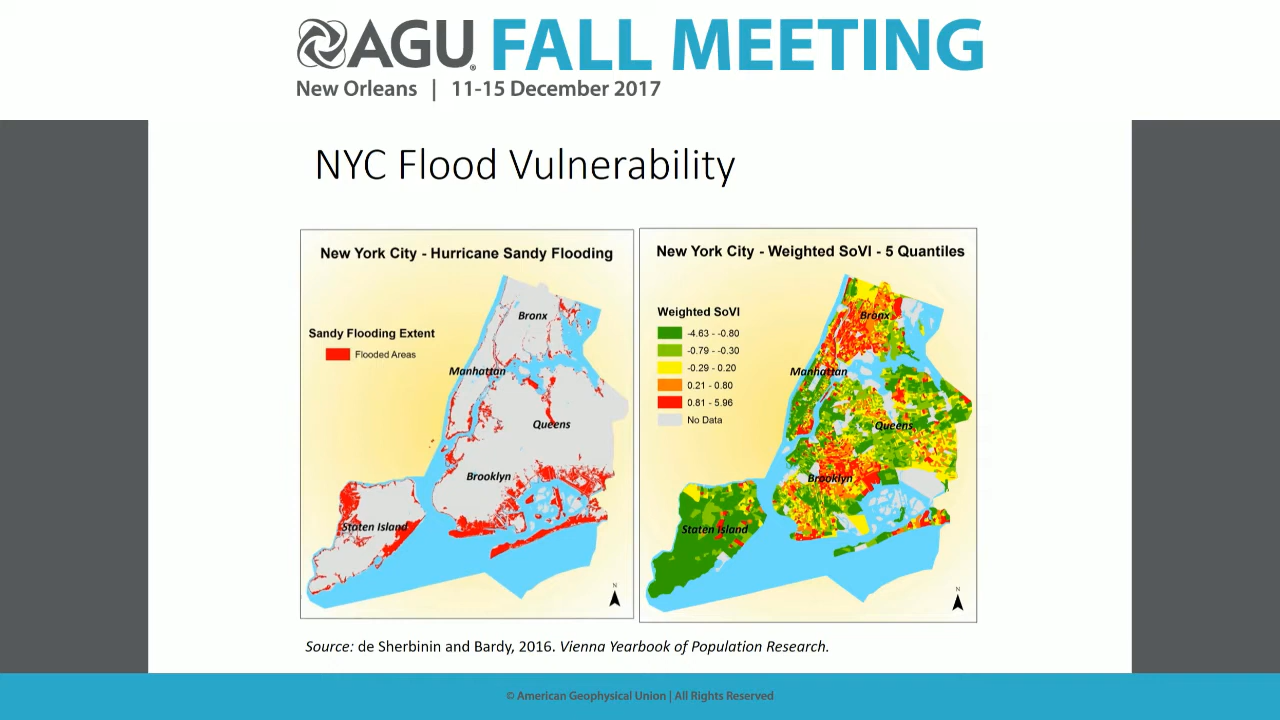 AGU FALL MEETING
New Orleans | 11-15 December 2017
NYC Flood Vulnerability
New York City - Hurricane Sandy Flooding
Sandy Flooding Extent
Flooded Areas
Bronx
Manhattan
Queens
Brooklyn
Staten Island
N
New York City - Weighted SoVI - 5 Quantiles
Weighted SoVI
-4.63 - -0.80
-0.79 - -0.30
-0.29 - 0.20
0.21 - 0.80
0.81 - 5.96
No Data
Bronx
Manhattan
Queens
Brooklyn
Staten Island
N
Source: de Sherbinin and Bardy, 2016. Vienna Yearbook of Population Research.
© American Geophysical Union | All Rights Reserved